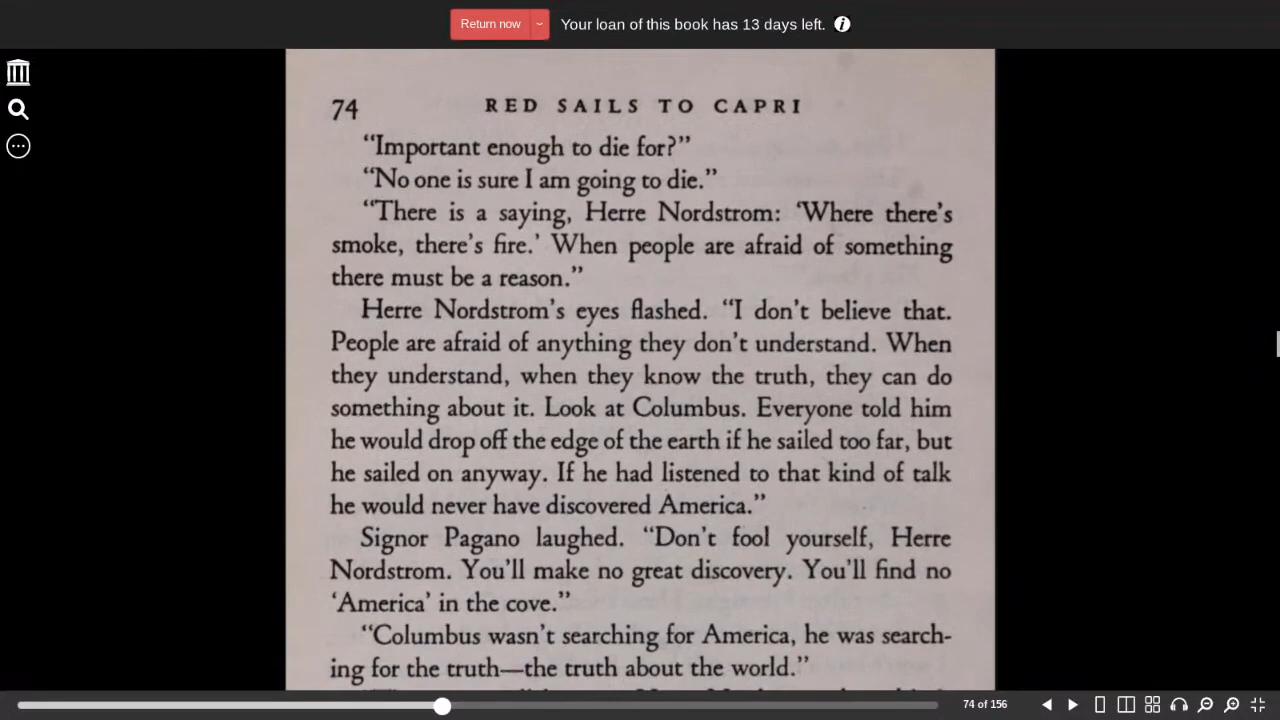 Return now
Your loan of this book has 13 days left.
74 RED SAILS TO CAPRI
“Important enough to die for?”
“No one is sure I am going to die.”
“There is a saying, Herre Nordstrom: ‘Where there’s
smoke, there’s fire.’ When people are afraid of something
there must be a reason.”
Herre Nordstrom’s eyes flashed. “I don’t believe that.
People are afraid of anything they don’t understand. When
they understand, when they know the truth, they can do
something about it. Look at Columbus. Everyone told him
he would drop off the edge of the earth if he sailed too far, but
he sailed on anyway. If he had listened to that kind of talk
he would never have discovered America.”
Signor Pagano laughed. “Don’t fool yourself, Herre
Nordstrom. You’ll make no great discovery. You’ll find no
‘America’ in the cove.”
“Columbus wasn’t searching for America, he was search-
ing for the truth—the truth about the world.”
74 of 156